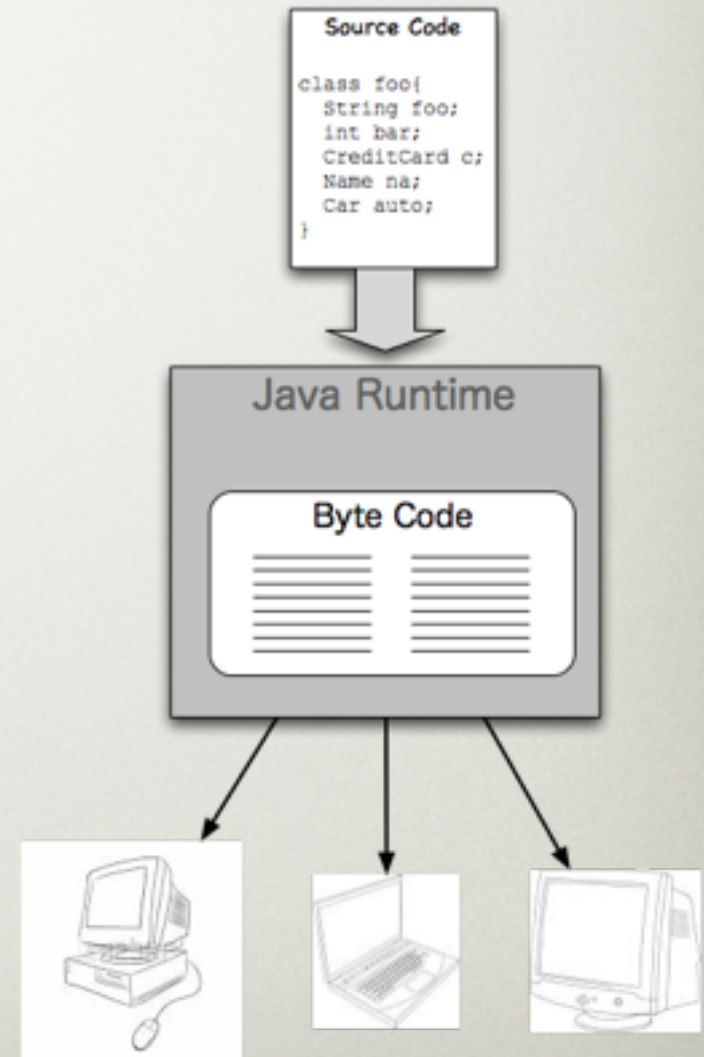 Source Code
class foo{
String foo;
int bar;
CreditCard c;
Name na;
Car auto;
}
Java Runtime
Byte Code